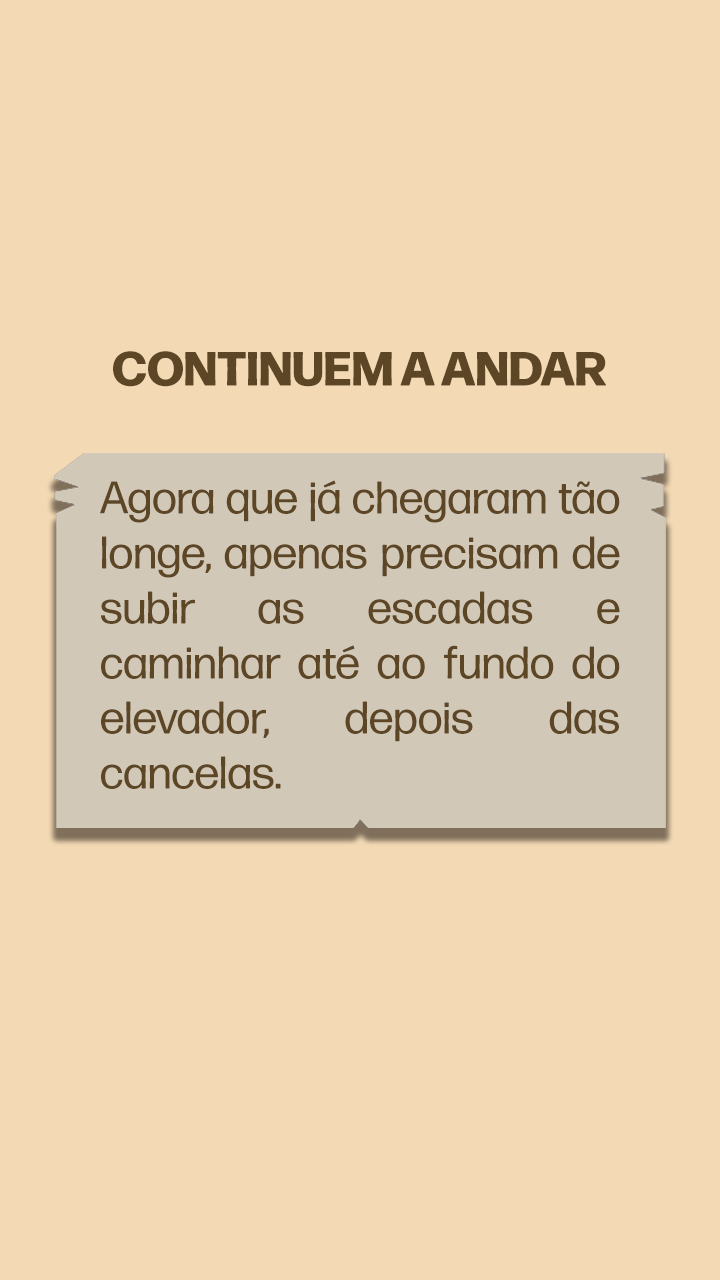 CONTINUEM A ANDAR
Agora que já chegaram tão
longe, apenas precisam de
subir as escadas e
caminhar até ao fundo do
elevador, depois das
cancelas.